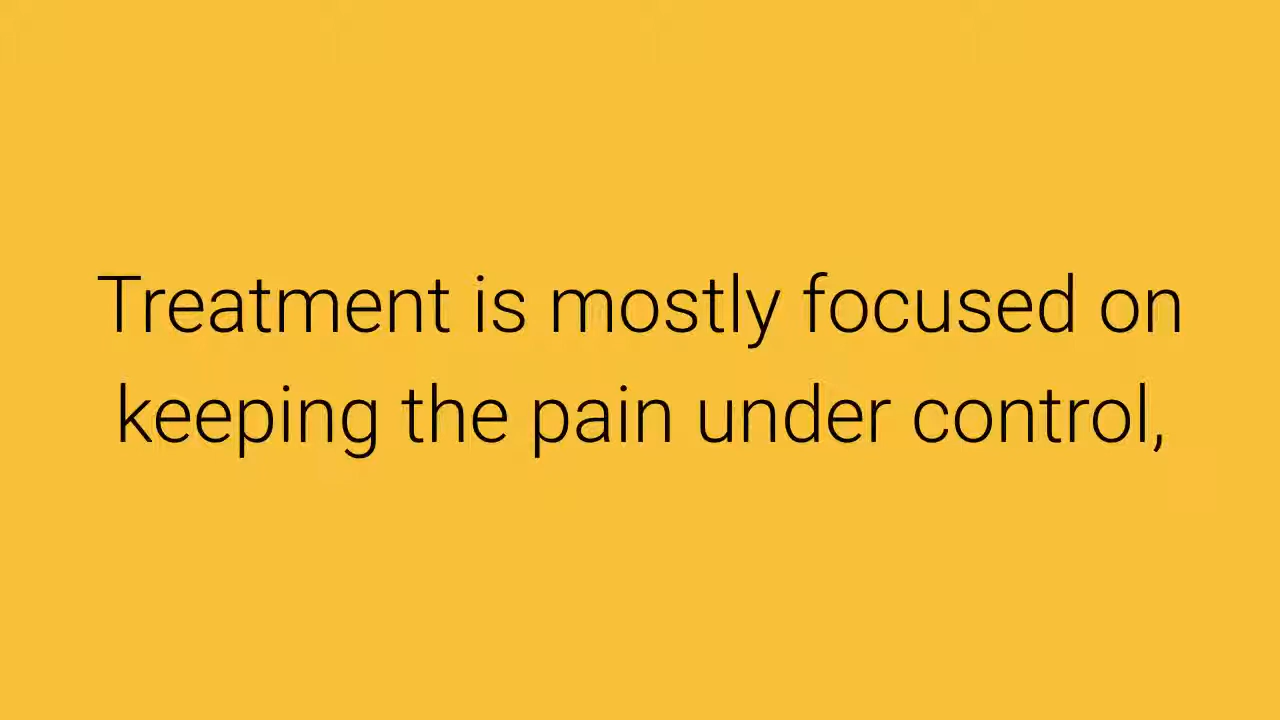 Treatment is mostly focused on
keeping the pain under control,